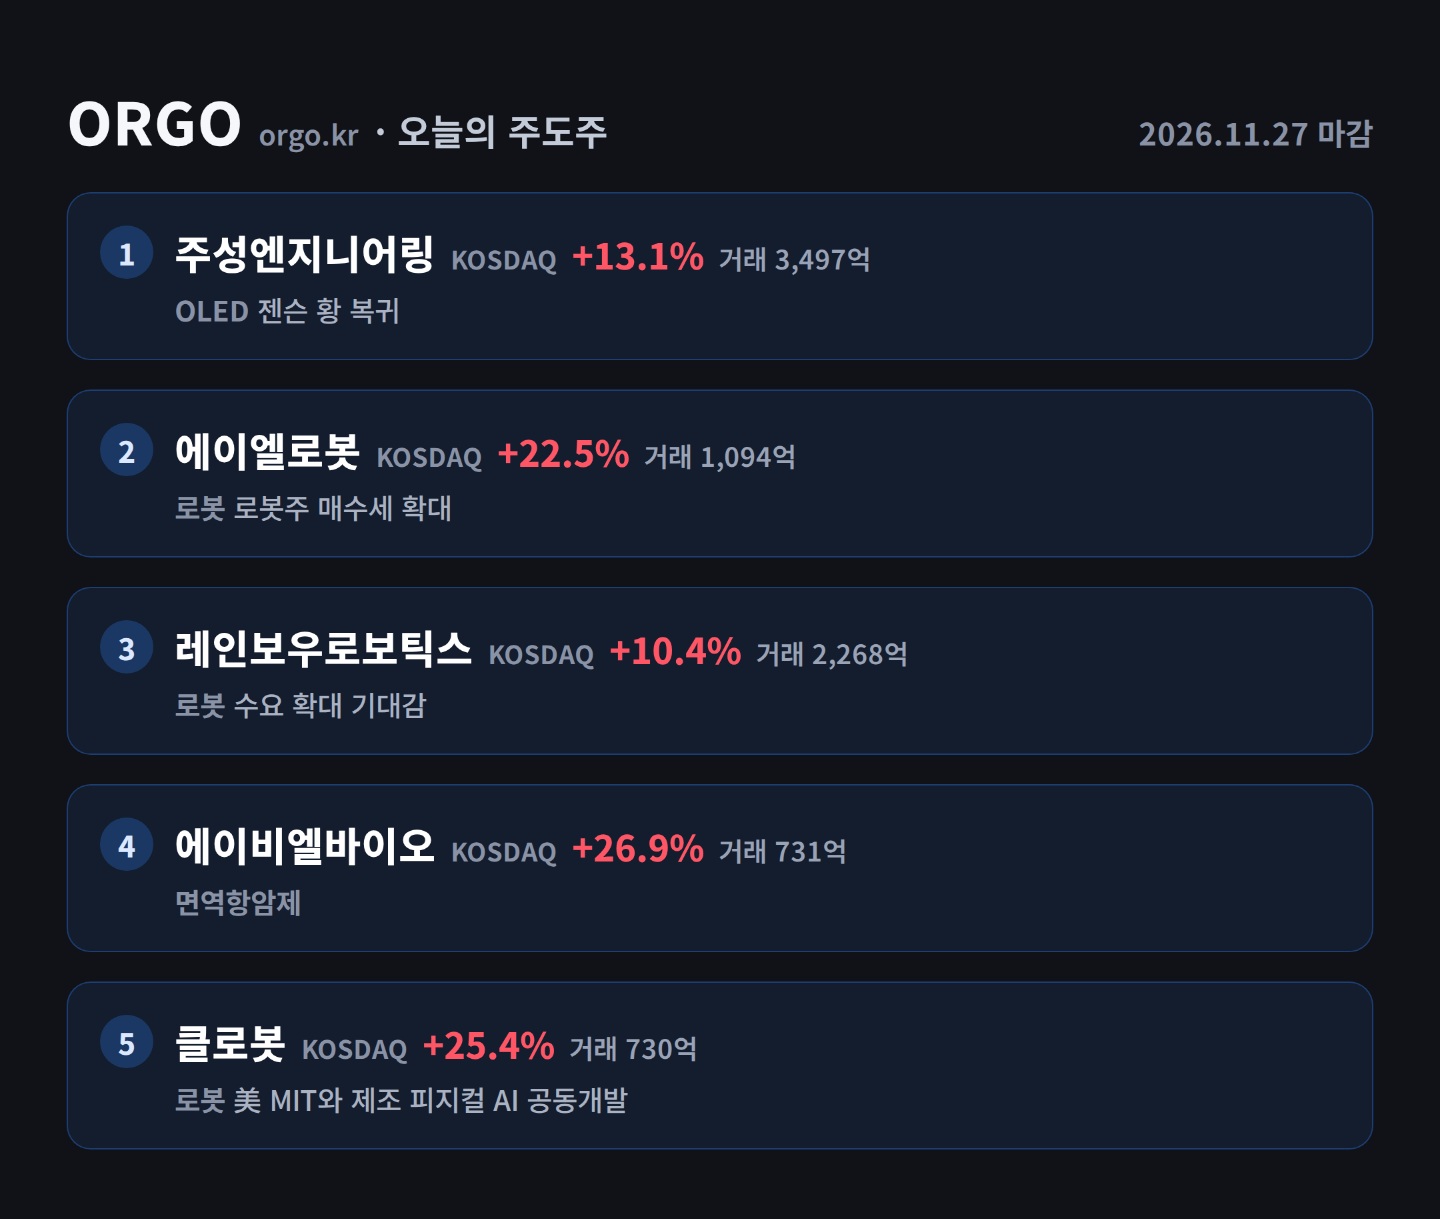 ORGO orgo.kr · 오늘의 주도주 2026.11.27 마감
1 주성엔지니어링 KOSDAQ +13.1% 거래 3,497억
OLED 젠슨 황 복귀
2 에이엘로봇 KOSDAQ +22.5% 거래 1,094억
로봇 로봇주 매수세 확대
3 레인보우로보틱스 KOSDAQ +10.4% 거래 2,268억
로봇 수요 확대 기대감
4 에이비엘바이오 KOSDAQ +26.9% 거래 731억
면역항암제
5 클로봇 KOSDAQ +25.4% 거래 730억
로봇 美 MIT와 제조 피지컬 AI 공동개발